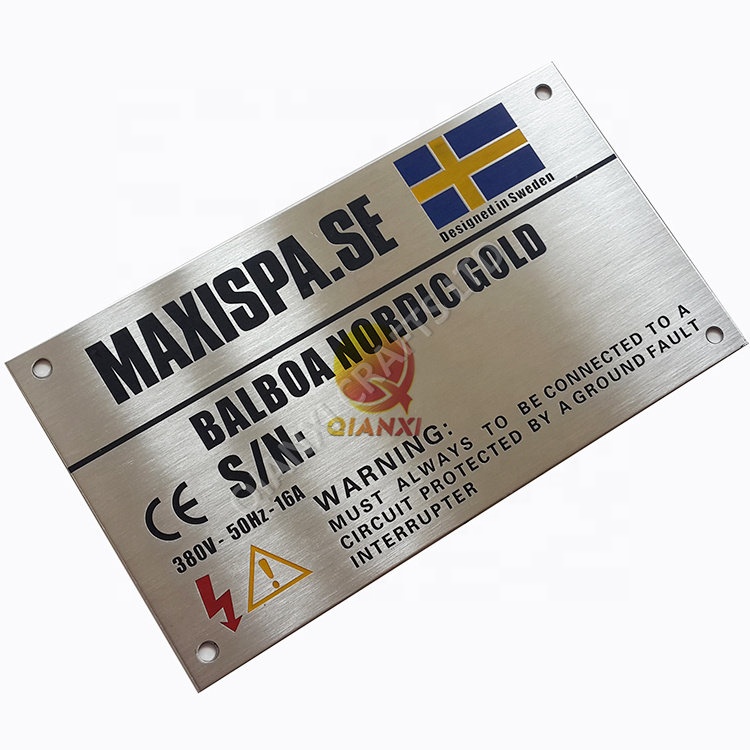 MAXISPA.SE
Designed in Sweden
BALBOA NORDIC GOLD
CE S/N:
380V - 50Hz - 16A
WARNING:
MUST ALWAYS TO BE CONNECTED TO A
CIRCUIT PROTECTED BY A GROUND FAULT
INTERRUPTER
QIANXI